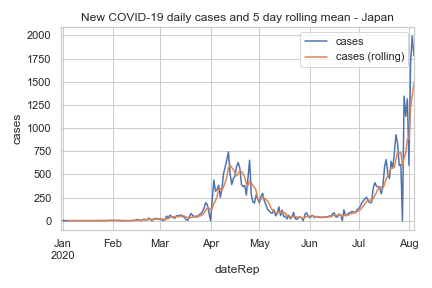 New COVID-19 daily cases and 5 day rolling mean - Japan
cases
cases (rolling)
2000
1750
1500
1250
1000
750
500
250
0
cases
Jan Feb Mar Apr May Jun Jul Aug
2020
dateRep